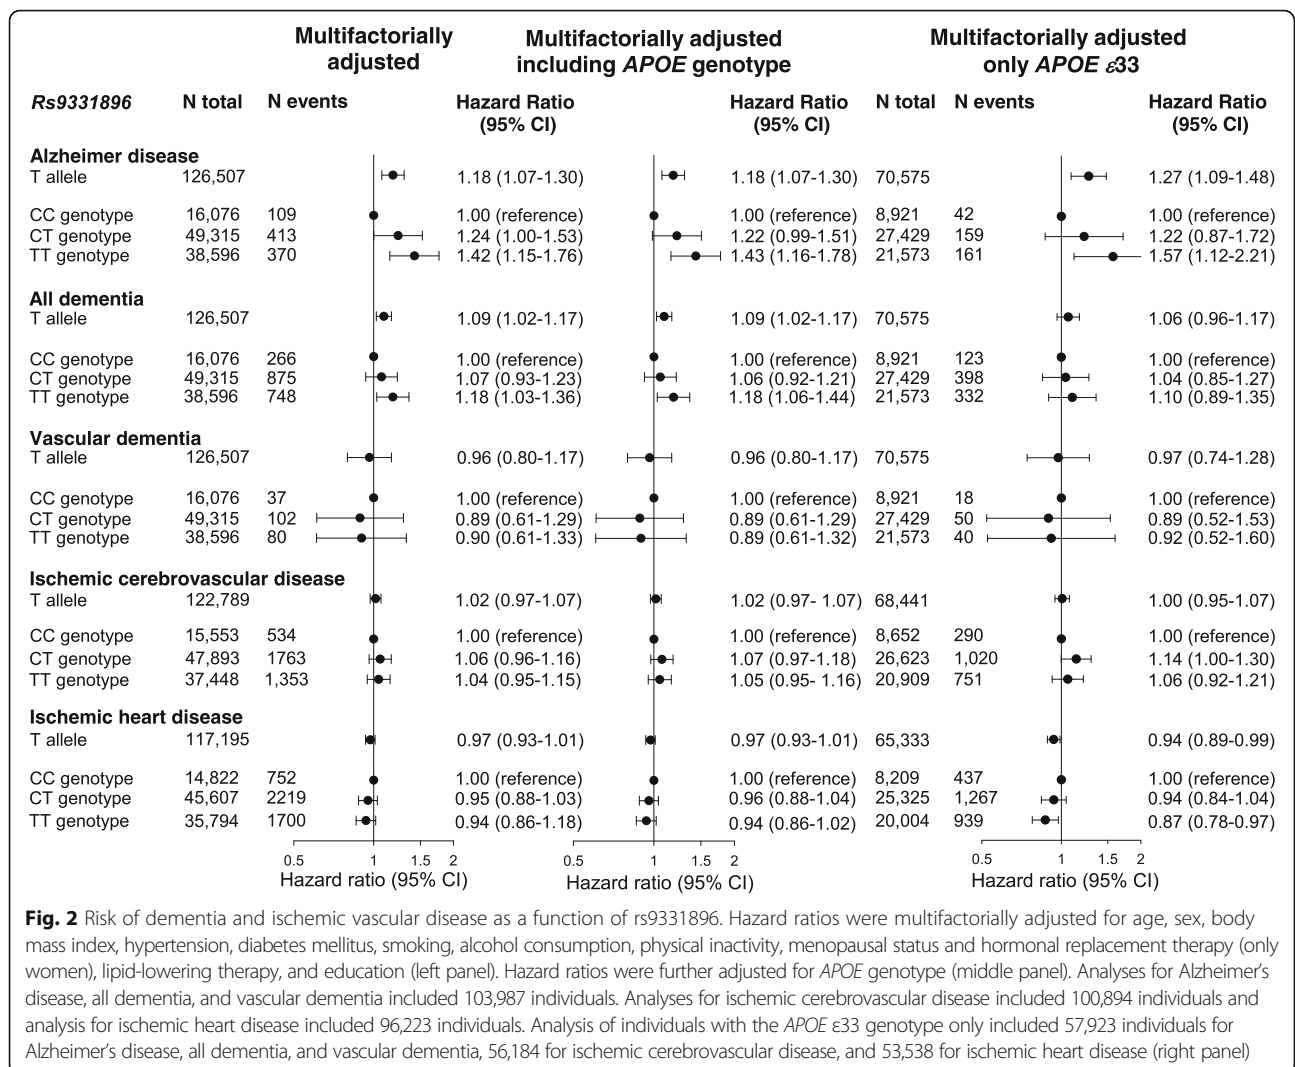 Multifactorially adjusted
Multifactorially adjusted including APOE genotype
Multifactorially adjusted only APOE ε33
Rs9331896 N total N events Hazard Ratio (95% CI) Hazard Ratio (95% CI) N total N events Hazard Ratio (95% CI)
Alzheimer disease
T allele 126,507 1.18 (1.07-1.30) 1.18 (1.07-1.30) 70,575 1.27 (1.09-1.48)
CC genotype 16,076 109 1.00 (reference) 1.00 (reference) 8,921 42 1.00 (reference)
CT genotype 49,315 413 1.24 (1.00-1.53) 1.22 (0.99-1.51) 27,429 159 1.22 (0.87-1.72)
TT genotype 38,596 370 1.42 (1.15-1.76) 1.43 (1.16-1.78) 21,573 161 1.57 (1.12-2.21)
All dementia
T allele 126,507 1.09 (1.02-1.17) 1.09 (1.02-1.17) 70,575 1.06 (0.96-1.17)
CC genotype 16,076 266 1.00 (reference) 1.00 (reference) 8,921 123 1.00 (reference)
CT genotype 49,315 875 1.07 (0.93-1.23) 1.06 (0.92-1.21) 27,429 398 1.04 (0.85-1.27)
TT genotype 38,596 748 1.18 (1.03-1.36) 1.18 (1.06-1.44) 21,573 332 1.10 (0.89-1.35)
Vascular dementia
T allele 126,507 0.96 (0.80-1.17) 0.96 (0.80-1.17) 70,575 0.97 (0.74-1.28)
CC genotype 16,076 37 1.00 (reference) 1.00 (reference) 8,921 18 1.00 (reference)
CT genotype 49,315 102 0.89 (0.61-1.29) 0.89 (0.61-1.29) 27,429 50 0.89 (0.52-1.53)
TT genotype 38,596 80 0.90 (0.61-1.33) 0.89 (0.61-1.32) 21,573 40 0.92 (0.52-1.60)
Ischemic cerebrovascular disease
T allele 122,789 1.02 (0.97-1.07) 1.02 (0.97- 1.07) 68,441 1.00 (0.95-1.07)
CC genotype 15,553 534 1.00 (reference) 1.00 (reference) 8,652 290 1.00 (reference)
CT genotype 47,893 1763 1.06 (0.96-1.16) 1.07 (0.97-1.18) 26,623 1,020 1.14 (1.00-1.30)
TT genotype 37,448 1,353 1.04 (0.95-1.15) 1.05 (0.95- 1.16) 20,909 751 1.06 (0.92-1.21)
Ischemic heart disease
T allele 117,195 0.97 (0.93-1.01) 0.97 (0.93-1.01) 65,333 0.94 (0.89-0.99)
CC genotype 14,822 752 1.00 (reference) 1.00 (reference) 8,209 437 1.00 (reference)
CT genotype 45,607 2219 0.95 (0.88-1.03) 0.96 (0.88-1.04) 25,325 1,267 0.94 (0.84-1.04)
TT genotype 35,794 1700 0.94 (0.86-1.18) 0.94 (0.86-1.02) 20,004 939 0.87 (0.78-0.97)
0.5 1 1.5 2 0.5 1 1.5 2 0.5 1 1.5 2
Hazard ratio (95% CI) Hazard ratio (95% CI) Hazard ratio (95% CI)
Fig. 2 Risk of dementia and ischemic vascular disease as a function of rs9331896. Hazard ratios were multifactorially adjusted for age, sex, body
mass index, hypertension, diabetes mellitus, smoking, alcohol consumption, physical inactivity, menopausal status and hormonal replacement therapy (only
women), lipid-lowering therapy, and education (left panel). Hazard ratios were further adjusted for APOE genotype (middle panel). Analyses for Alzheimer's
disease, all dementia, and vascular dementia included 103,987 individuals. Analyses for ischemic cerebrovascular disease included 100,894 individuals and
analysis for ischemic heart disease included 96,223 individuals. Analysis of individuals with the APOE ε33 genotype only included 57,923 individuals for
Alzheimer's disease, all dementia, and vascular dementia, 56,184 for ischemic cerebrovascular disease, and 53,538 for ischemic heart disease (right panel)